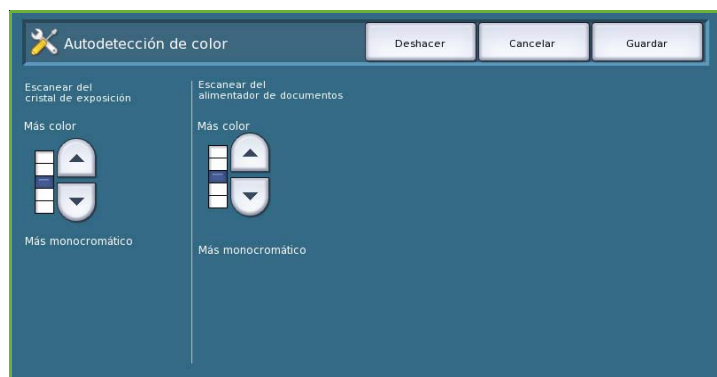 Autodetección de color
Deshacer
Cancelar
Guardar
Escanear del
cristal de exposición
Más color
Más monocromático
Escanear del
alimentador de documentos
Más color
Más monocromático